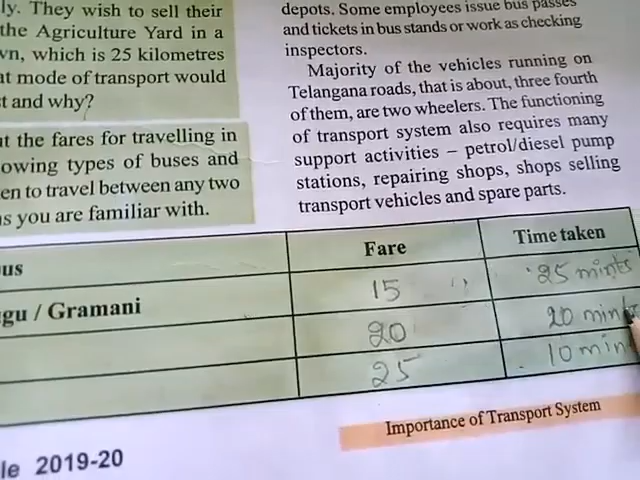 ly. They wish to sell their
the Agriculture Yard in a
wn, which is 25 kilometres
at mode of transport would
t and why?
ut the fares for travelling in
owing types of buses and
en to travel between any two
s you are familiar with.
depots. Some employees issue bus passes
and tickets in bus stands or work as checking
inspectors.
Majority of the vehicles running on
Telangana roads, that is about, three fourth
of them, are two wheelers. The functioning
of transport system also requires many
support activities – petrol/diesel pump
stations, repairing shops, shops selling
transport vehicles and spare parts.
us Fare Time taken
gu / Gramani 15 " 25 mints
20 20 mints
25 10 min
Importance of Transport System
le 2019-20